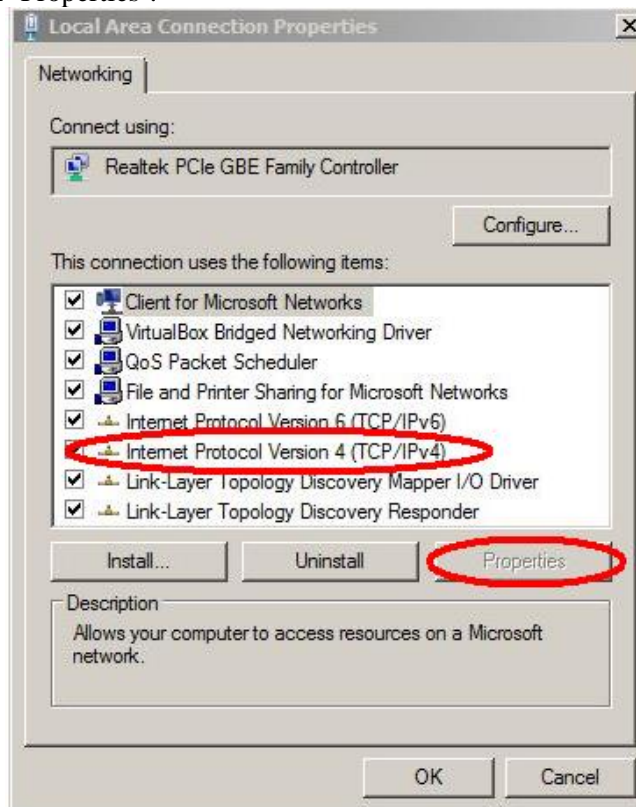 Properties .
Local Area Connection Properties
Networking
Connect using:
Realtek PCIe GBE Family Controller
Configure...
This connection uses the following items:
Client for Microsoft Networks
VirtualBox Bridged Networking Driver
QoS Packet Scheduler
File and Printer Sharing for Microsoft Networks
Internet Protocol Version 6 (TCP/IPv6)
Internet Protocol Version 4 (TCP/IPv4)
Link-Layer Topology Discovery Mapper I/O Driver
Link-Layer Topology Discovery Responder
Install... Uninstall Properties
Description
Allows your computer to access resources on a Microsoft
network.
OK Cancel